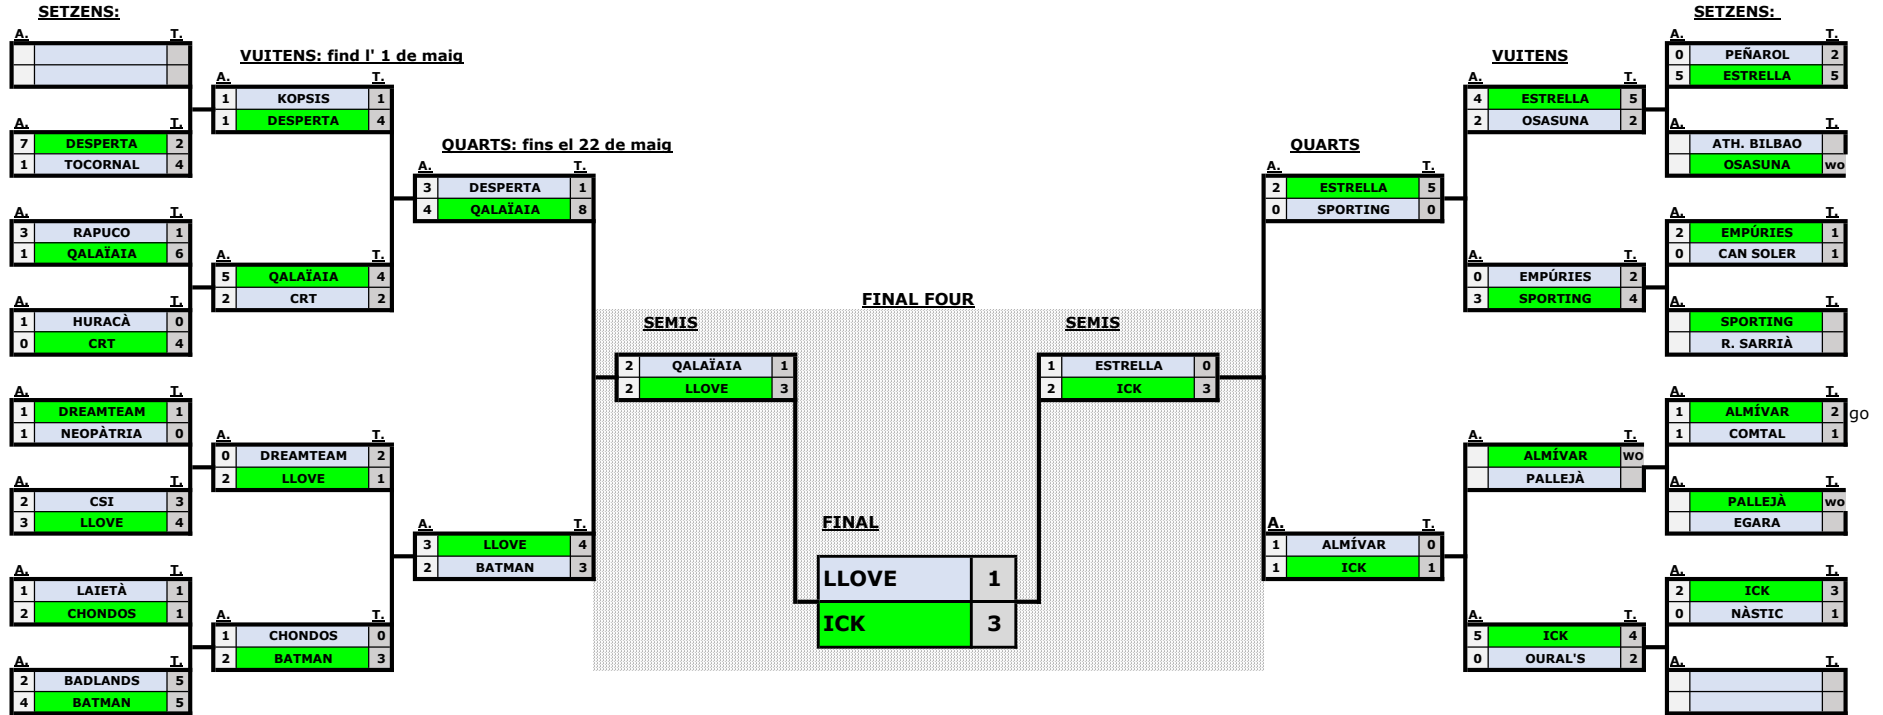 SETZENS:
A. T.
VUITENS: find l' 1 de maig
A. T.
1 KOPSIS 1
1 DESPERTA 4
A. T.
7 DESPERTA 2
1 TOCORNAL 4
QUARTS: fins el 22 de maig
A. T.
3 DESPERTA 1
4 QALAÏAIA 8
A. T.
3 RAPUCO 1
1 QALAÏAIA 6
A. T.
5 QALAÏAIA 4
2 CRT 2
A. T.
1 HURACÀ 0
0 CRT 4
A. T.
1 DREAMTEAM 1
1 NEOPÀTRIA 0
A. T.
0 DREAMTEAM 2
2 LLOVE 1
A. T.
2 CSI 3
3 LLOVE 4
A. T.
3 LLOVE 4
2 BATMAN 3
A. T.
1 LAIETÀ 1
2 CHONDOS 1
A. T.
1 CHONDOS 0
2 BATMAN 3
A. T.
2 BADLANDS 5
4 BATMAN 5
FINAL FOUR
SEMIS
2 QALAÏAIA 1
2 LLOVE 3
SEMIS
1 ESTRELLA 0
2 ICK 3
FINAL
LLOVE 1
ICK 3
QUARTS
A. T.
2 ESTRELLA 5
0 SPORTING 0
A. T.
1 ALMÍVAR 0
1 ICK 1
VUITENS
A. T.
4 ESTRELLA 5
2 OSASUNA 2
A. T.
0 EMPÚRIES 2
3 SPORTING 4
A. T.
ALMÍVAR wo
PALLEJÀ
A. T.
5 ICK 4
0 OURAL'S 2
SETZENS:
A. T.
0 PEÑAROL 2
5 ESTRELLA 5
A. T.
ATH. BILBAO
OSASUNA wo
A. T.
2 EMPÚRIES 1
0 CAN SOLER 1
A. T.
SPORTING
R. SARRIÀ
A. T.
1 ALMÍVAR 2 go
1 COMTAL 1
A. T.
PALLEJÀ wo
EGARA
A. T.
2 ICK 3
0 NÀSTIC 1
A. T.